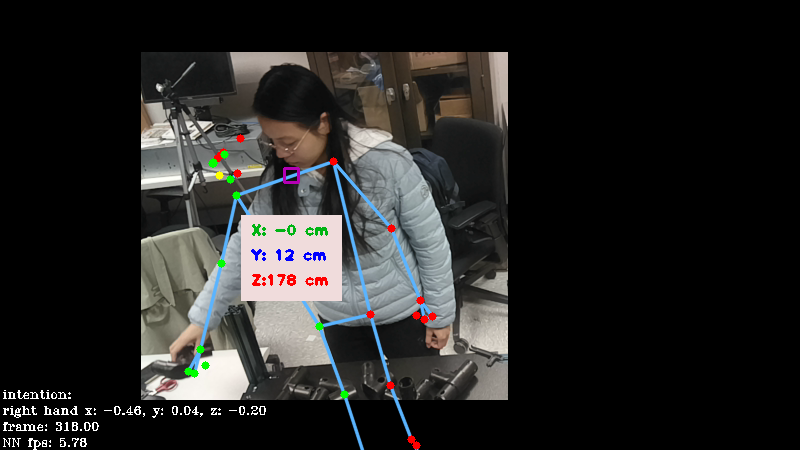 X: -0 cm
Y: 12 cm
Z:178 cm
intention:
right hand x: -0.46, y: 0.04, z: -0.20
frame: 318.00
NN fps: 5.78